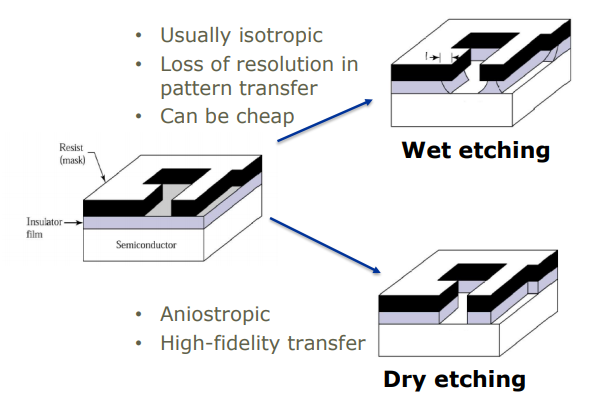 • Usually isotropic
• Loss of resolution in
pattern transfer
• Can be cheap
l
Wet etching
Resist
(mask)
Insulator
film
Semiconductor
• Aniostropic
• High-fidelity transfer
Dry etching